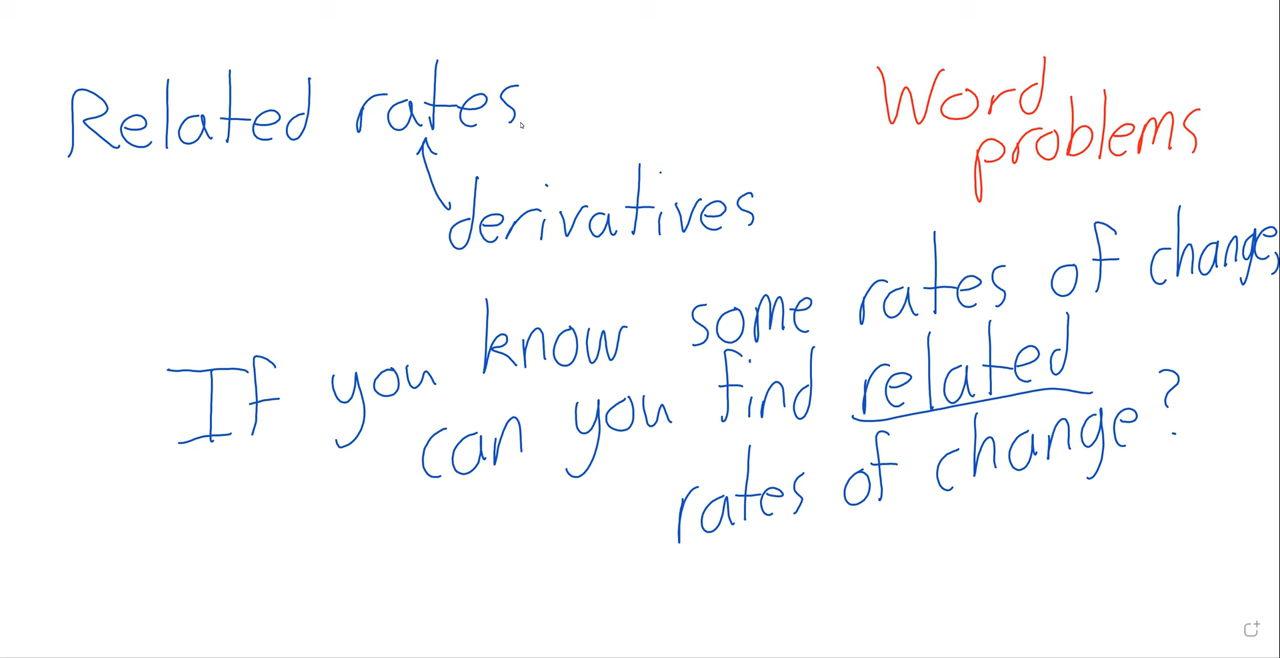 Related rates
Word
problems
derivatives
If you know some rates of change,
can you find related
rates of change?